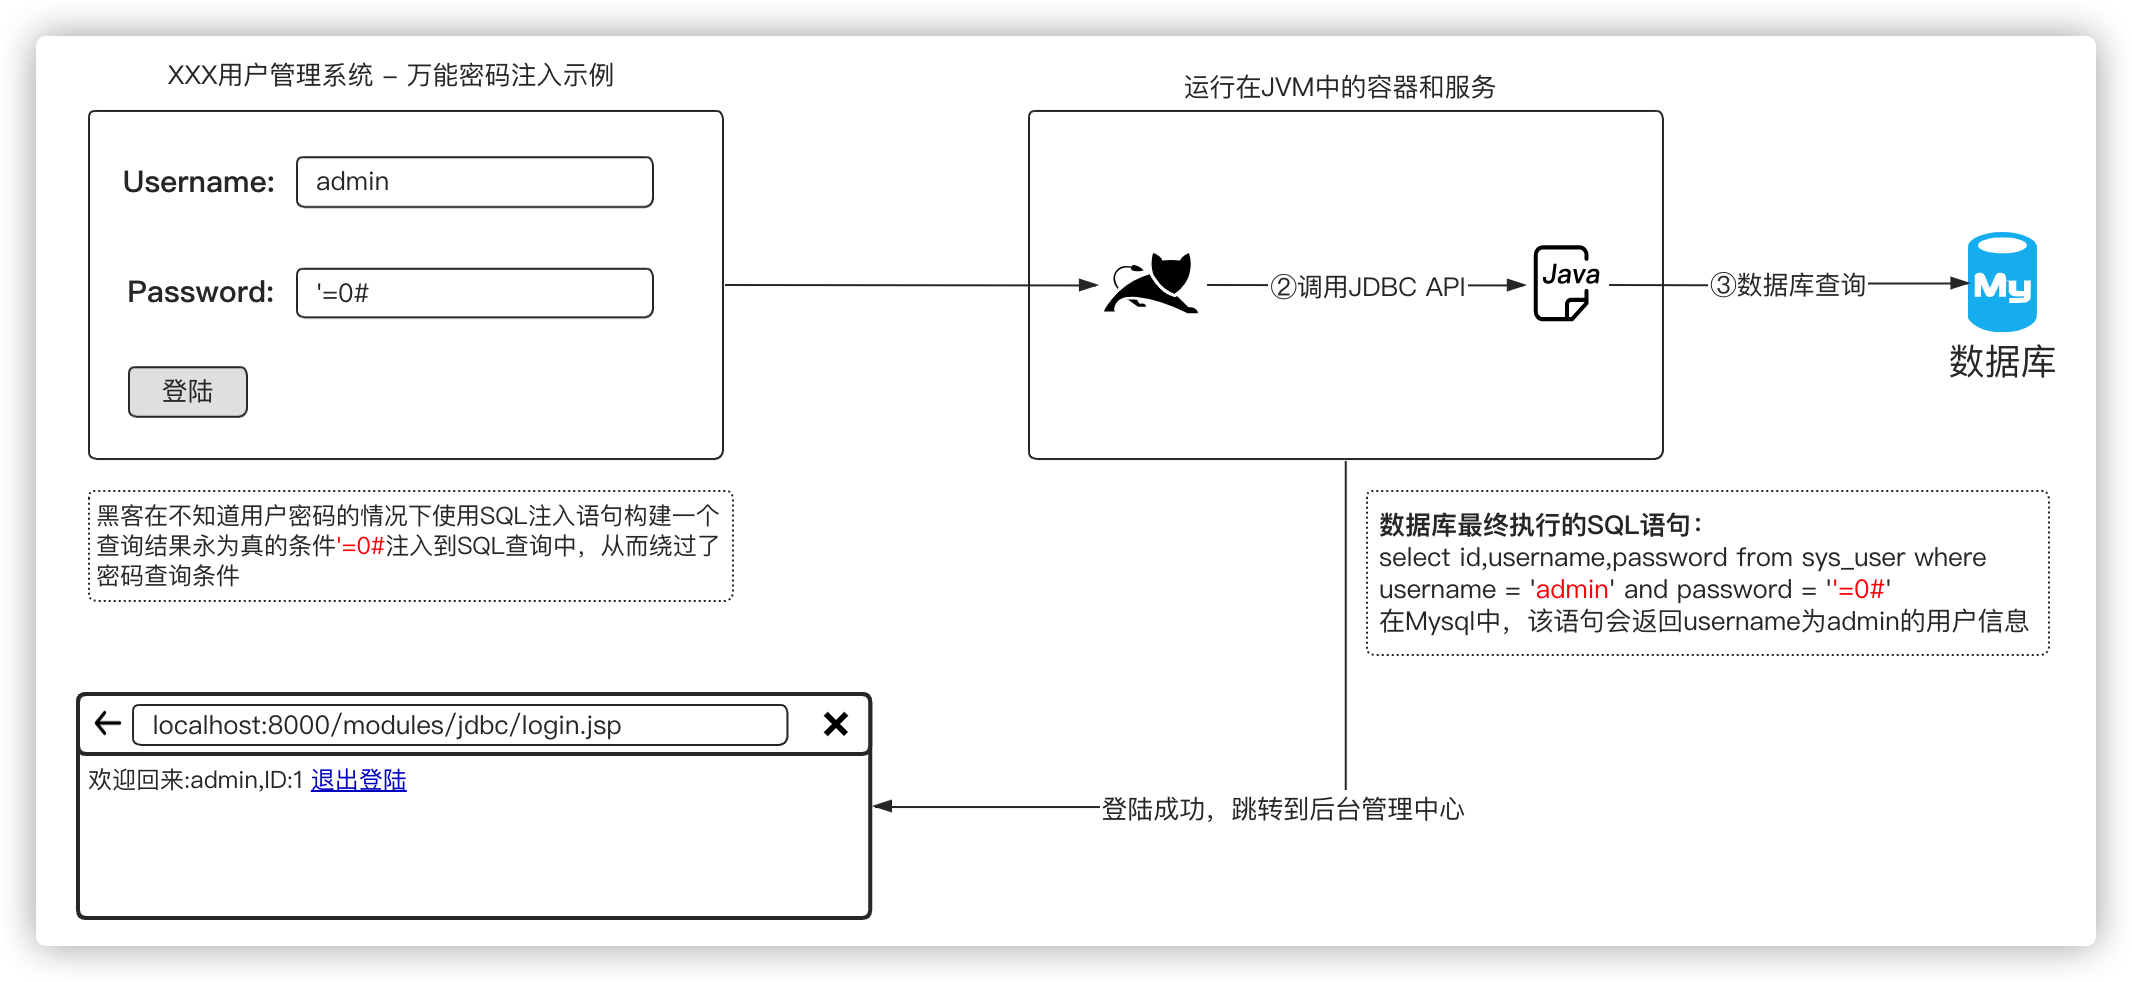 XXX用户管理系统 – 万能密码注入示例
运行在JVM中的容器和服务
Username:
admin
Password:
'=0#
登陆
②调用JDBC API
Java
③数据库查询
My
数据库
黑客在不知道用户密码的情况下使用SQL注入语句构建一个
查询结果永为真的条件'=0#注入到SQL查询中，从而绕过了
密码查询条件
数据库最终执行的SQL语句：
select id,username,password from sys_user where
username = 'admin' and password = ''=0#'
在Mysql中，该语句会返回username为admin的用户信息
localhost:8000/modules/jdbc/login.jsp
欢迎回来:admin,ID:1 退出登陆
登陆成功，跳转到后台管理中心